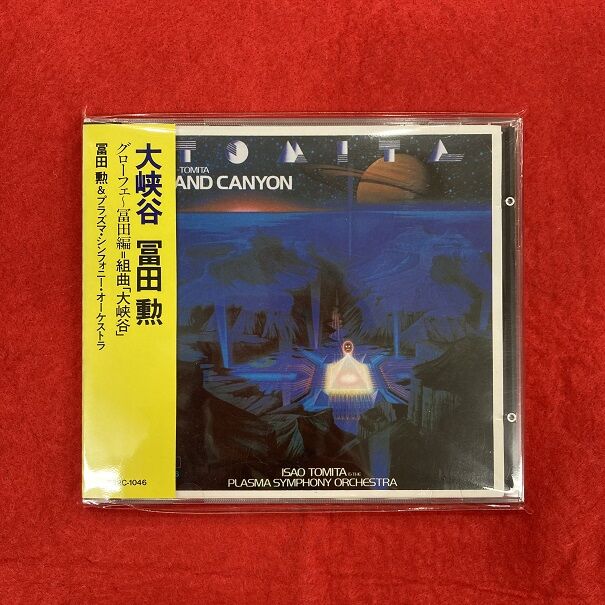 大峡谷 冨田 勲
グローフェ〜冨田編=組曲「大峡谷」
冨田 勲&プラズマ・シンフォニー・オーケストラ
C-1046
TOMITA
TOMITA
AND CANYON
ISAO TOMITA & THE
PLASMA SYMPHONY ORCHESTRA